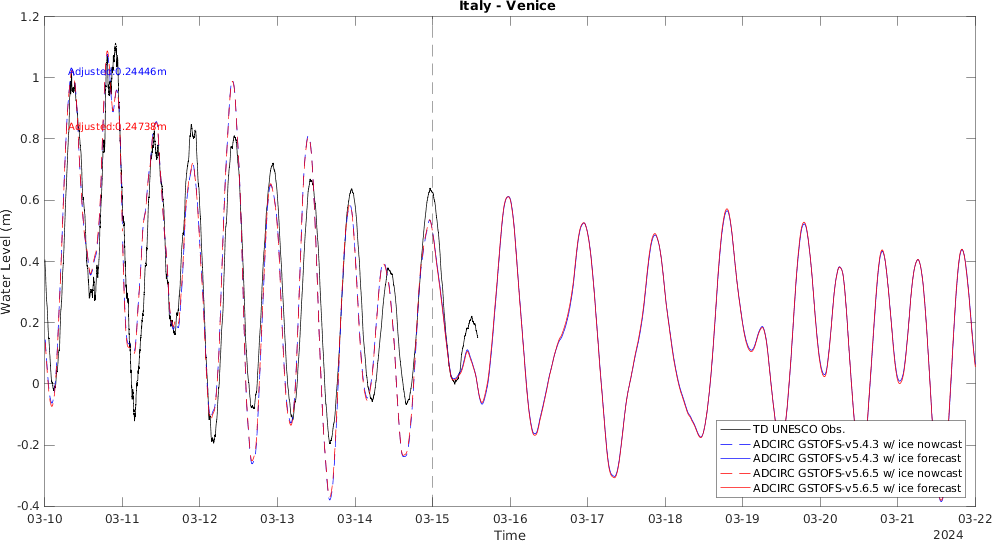 Italy - Venice
1.2
1
0.8
0.6
0.4
0.2
0
-0.2
-0.4
Water Level (m)
Adjusted:0.24446m
Adjusted:0.24738m
TD UNESCO Obs.
ADCIRC GSTOFS-v5.4.3 w/ ice nowcast
ADCIRC GSTOFS-v5.4.3 w/ ice forecast
ADCIRC GSTOFS-v5.6.5 w/ ice nowcast
ADCIRC GSTOFS-v5.6.5 w/ ice forecast
03-10 03-11 03-12 03-13 03-14 03-15 03-16 03-17 03-18 03-19 03-20 03-21 03-22
Time
2024